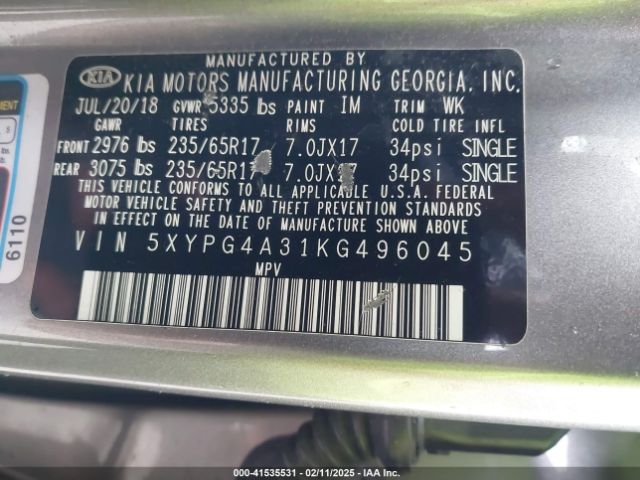 MANUFACTURED BY
KIA KIA MOTORS MANUFACTURING GEORGIA, INC.
JUL/20/18 GVWR 5335 lbs PAINT IM TRIM WK
GAWR TIRES RIMS COLD TIRE INFL
FRONT 2976 lbs 235/65R17 7.0JX17 34psi SINGLE
REAR 3075 lbs 235/65R17 7.0JX17 34psi SINGLE
THIS VEHICLE CONFORMS TO ALL APPLICABLE U.S.A. FEDERAL
MOTOR VEHICLE SAFETY AND THEFT PREVENTION STANDARDS
IN EFFECT ON THE DATE OF MANUFACTURE SHOWN ABOVE
VIN 5XYPG4A31KG496045
MPV
6110
000-41535531 - 02/11/2025 - IAA Inc.